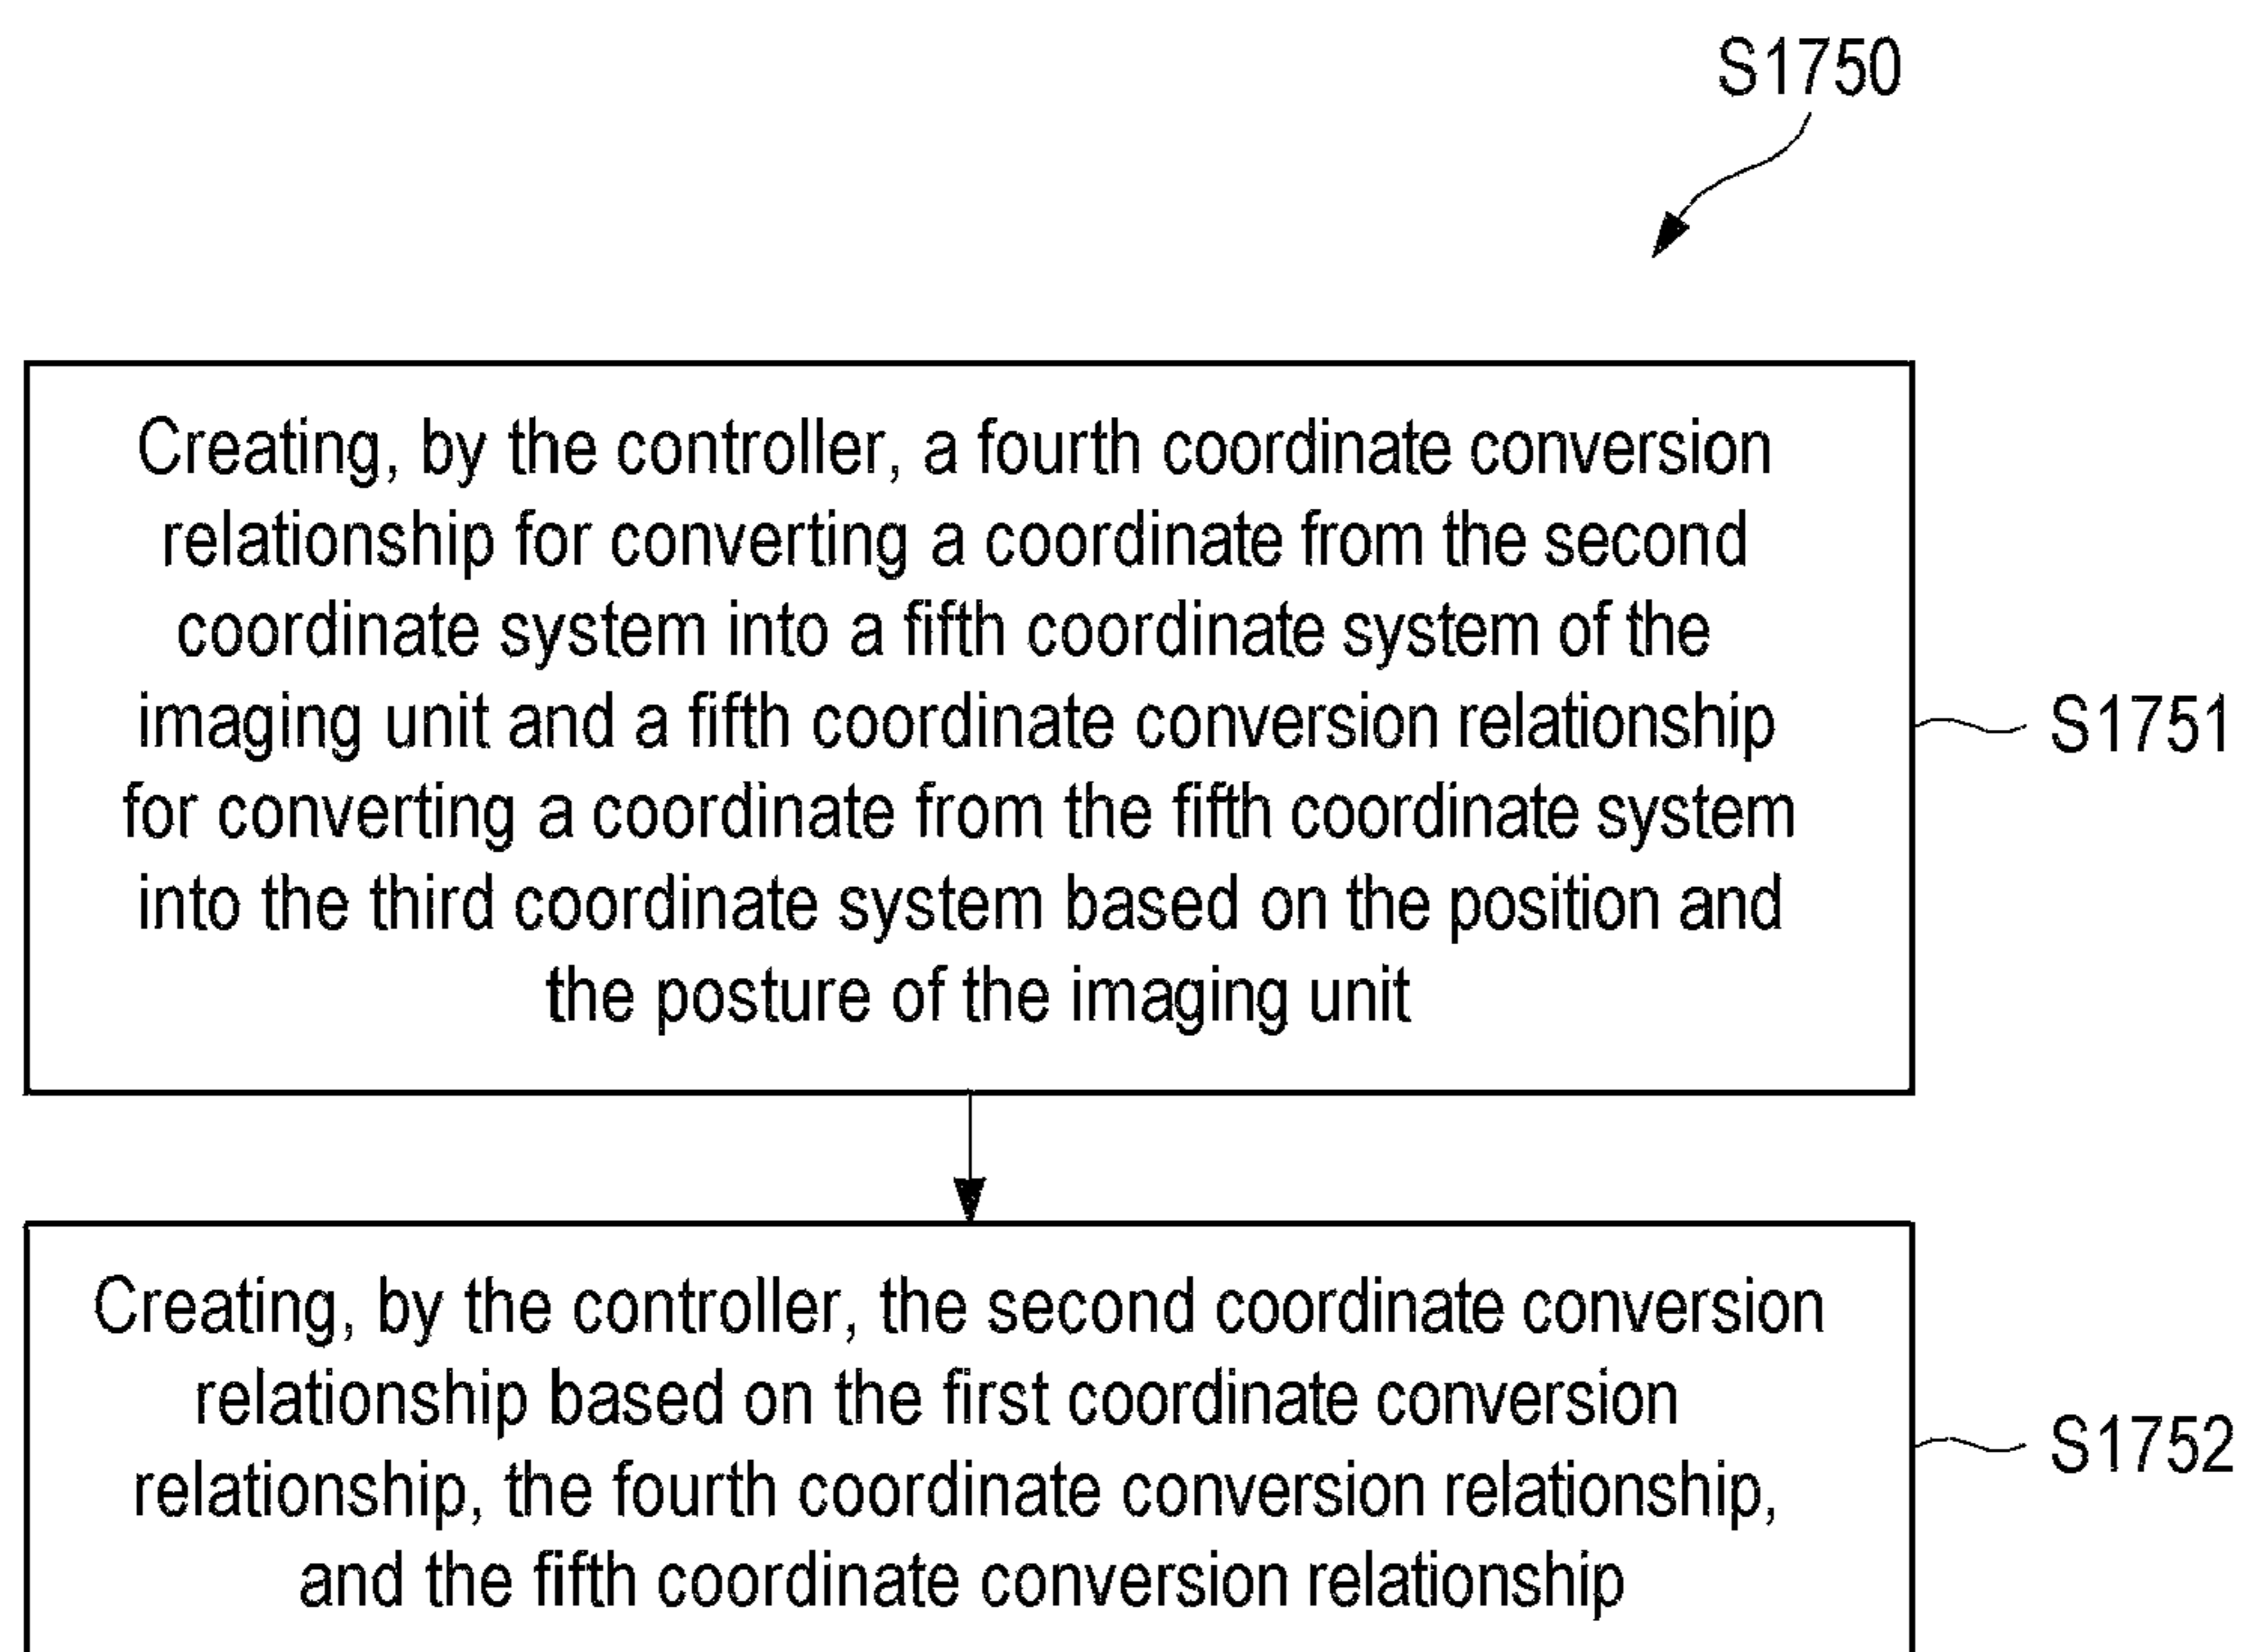 S1750
Creating, by the controller, a fourth coordinate conversion
relationship for converting a coordinate from the second
coordinate system into a fifth coordinate system of the
imaging unit and a fifth coordinate conversion relationship
for converting a coordinate from the fifth coordinate system
into the third coordinate system based on the position and
the posture of the imaging unit
S1751
Creating, by the controller, the second coordinate conversion
relationship based on the first coordinate conversion
relationship, the fourth coordinate conversion relationship,
and the fifth coordinate conversion relationship
S1752